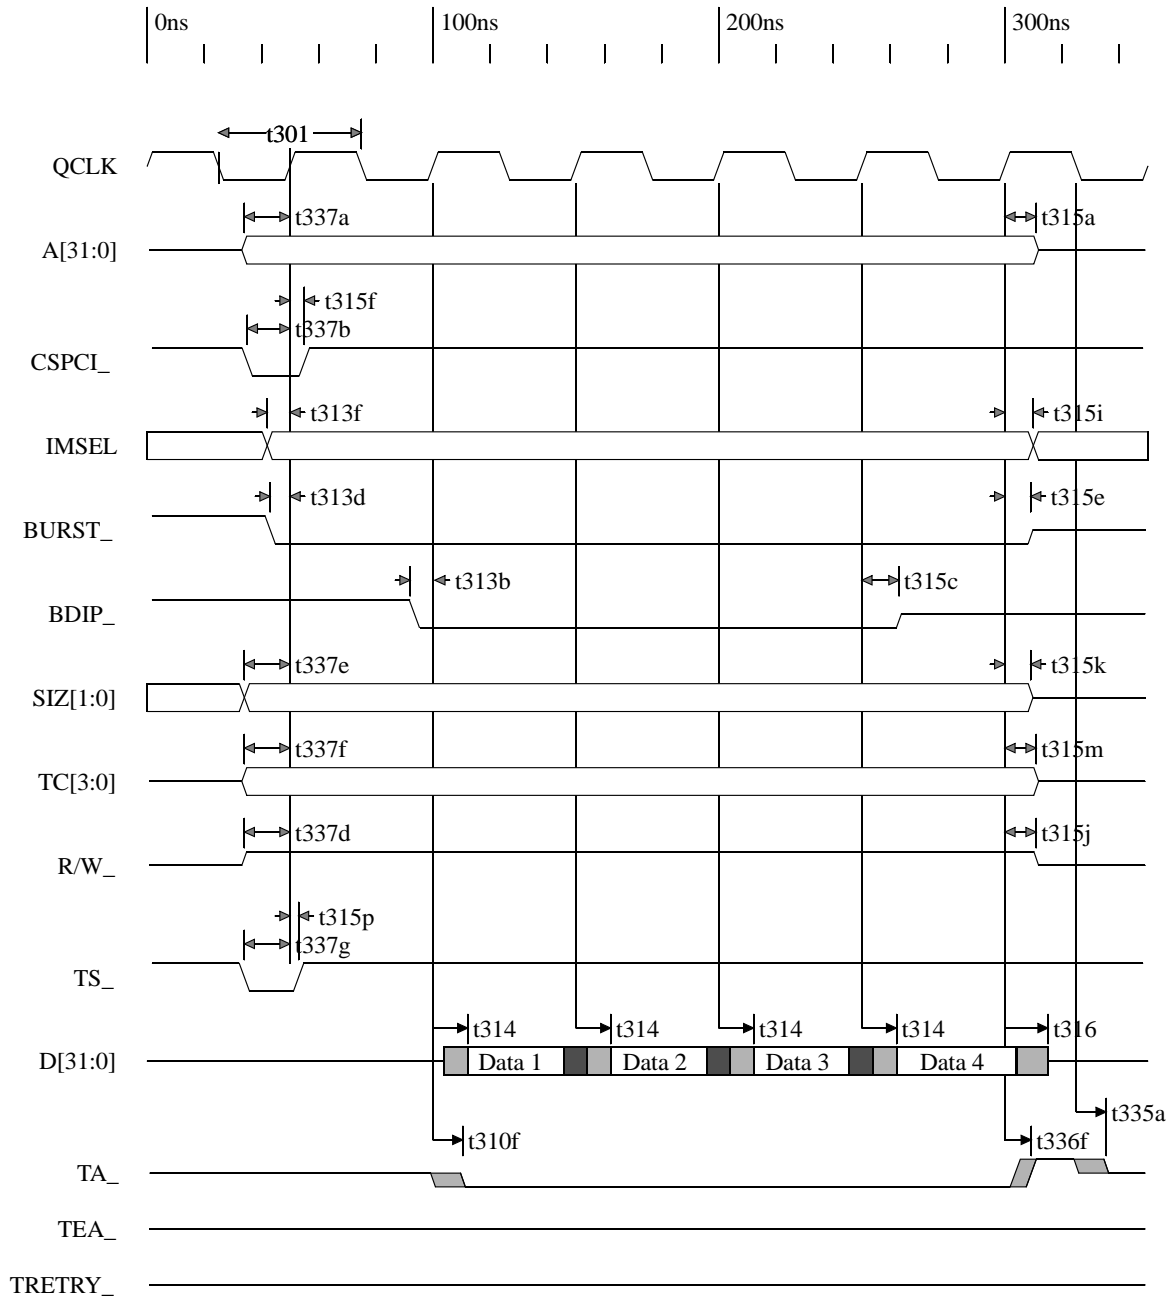 0ns 100ns 200ns 300ns
t301
QCLK
t337a t315a
A[31:0]
t315f
t337b
CSPCI_
t313f t315i
IMSEL
t313d t315e
BURST_
t313b t315c
BDIP_
t337e t315k
SIZ[1:0]
t337f t315m
TC[3:0]
t337d t315j
R/W_
t315p
t337g
TS_
t314 t314 t314 t314 t316
D[31:0] Data 1 Data 2 Data 3 Data 4
t335a
t310f t336f
TA_
TEA_
TRETRY_